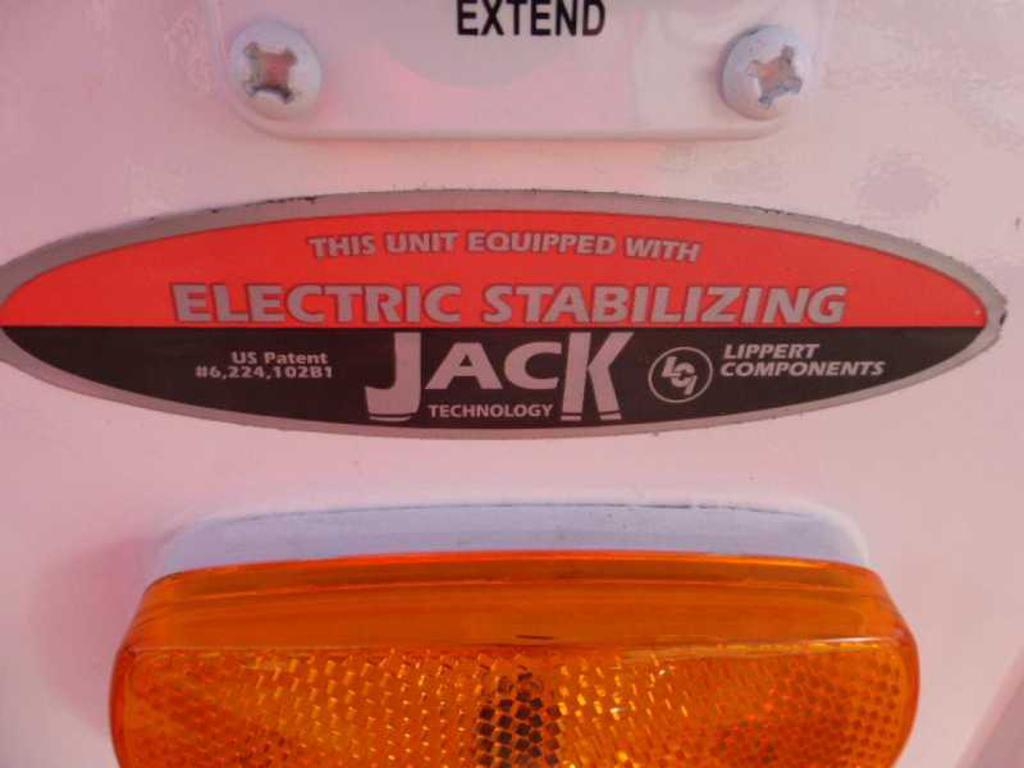 EXTEND
THIS UNIT EQUIPPED WITH
ELECTRIC STABILIZING
JACK
TECHNOLOGY
US Patent
#6,224,102B1
LCI
LIPPERT
COMPONENTS